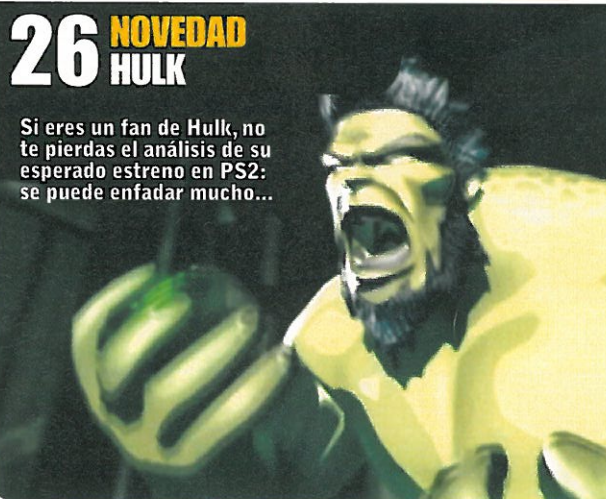 26 NOVEDAD
HULK
Si eres un fan de Hulk, no
te pierdas el análisis de su
esperado estreno en PS2:
se puede enfadar mucho...